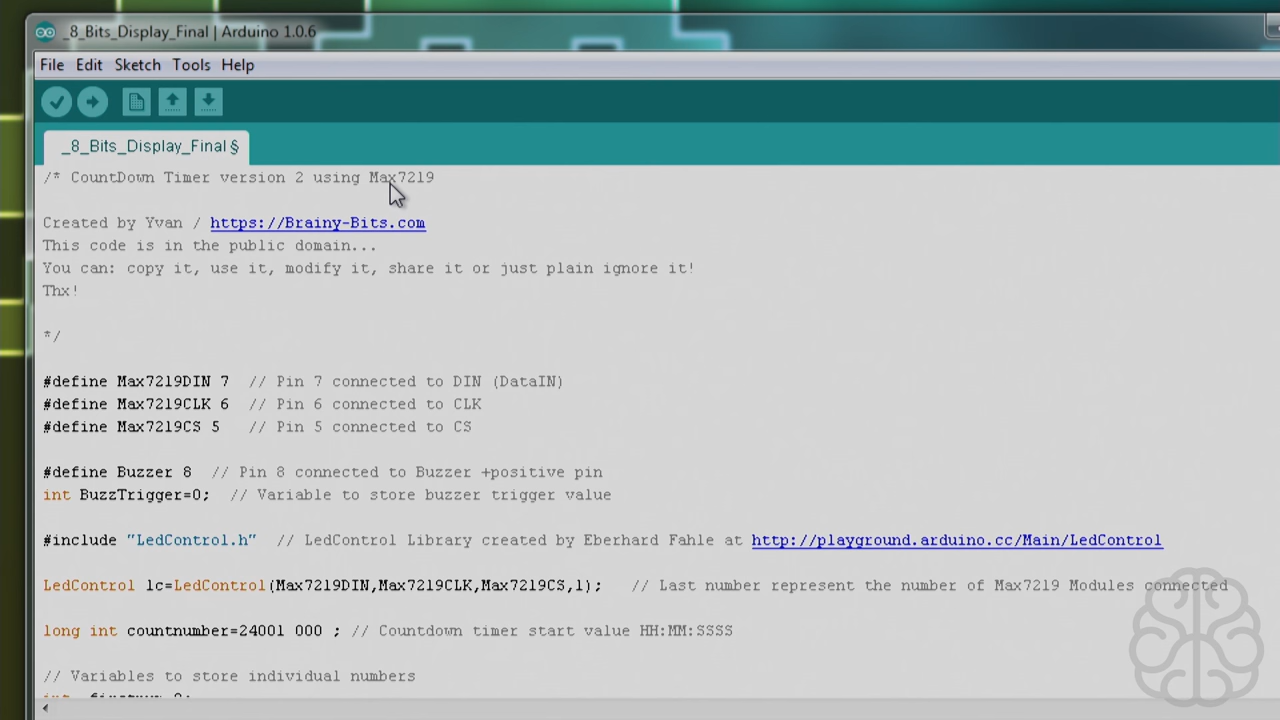 _8_Bits_Display_Final | Arduino 1.0.6
File Edit Sketch Tools Help
_8_Bits_Display_Final §
/* CountDown Timer version 2 using Max7219
Created by Yvan / https://Brainy-Bits.com
This code is in the public domain...
You can: copy it, use it, modify it, share it or just plain ignore it!
Thx!
*/
#define Max7219DIN 7 // Pin 7 connected to DIN (DataIN)
#define Max7219CLK 6 // Pin 6 connected to CLK
#define Max7219CS 5 // Pin 5 connected to CS
#define Buzzer 8 // Pin 8 connected to Buzzer +positive pin
int BuzzTrigger=0; // Variable to store buzzer trigger value
#include "LedControl.h" // LedControl Library created by Eberhard Fahle at http://playground.arduino.cc/Main/LedControl
LedControl lc=LedControl(Max7219DIN,Max7219CLK,Max7219CS,1); // Last number represent the number of Max7219 Modules connected
long int countnumber=24001 000 ; // Countdown timer start value HH:MM:SSSS
// Variables to store individual numbers